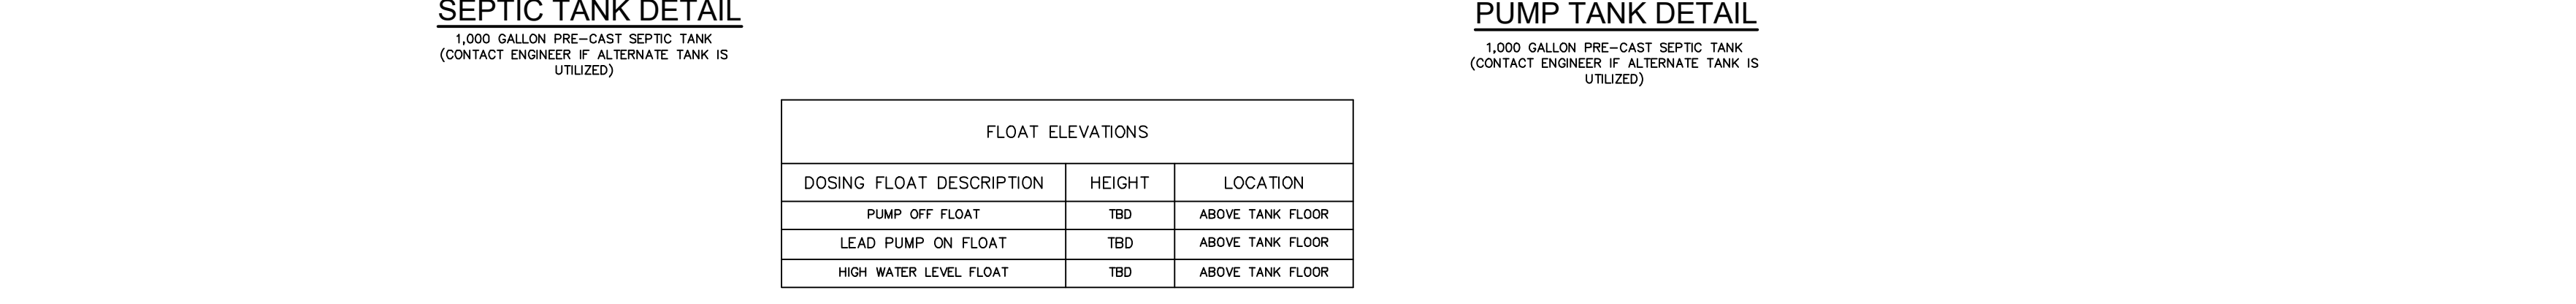 SEPTIC TANK DETAIL
1,000 GALLON PRE-CAST SEPTIC TANK
(CONTACT ENGINEER IF ALTERNATE TANK IS
UTILIZED)
PUMP TANK DETAIL
1,000 GALLON PRE-CAST SEPTIC TANK
(CONTACT ENGINEER IF ALTERNATE TANK IS
UTILIZED)
FLOAT ELEVATIONS
DOSING FLOAT DESCRIPTION HEIGHT LOCATION
PUMP OFF FLOAT TBD ABOVE TANK FLOOR
LEAD PUMP ON FLOAT TBD ABOVE TANK FLOOR
HIGH WATER LEVEL FLOAT TBD ABOVE TANK FLOOR